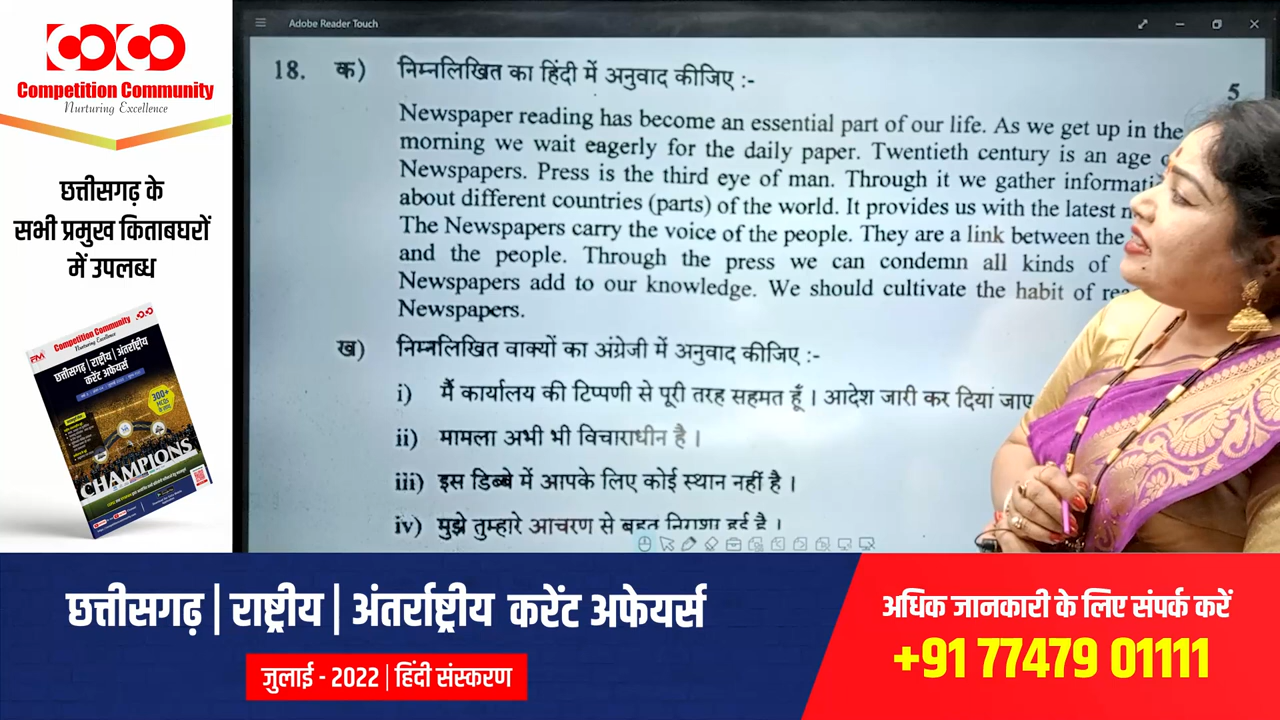 Competition Community
Nurturing Excellence
छत्तीसगढ़ के
सभी प्रमुख किताबघरों
में उपलब्ध
Competition Community
छत्तीसगढ़ | राष्ट्रीय | अंतर्राष्ट्रीय
करेंट अफेयर्स
300+
CHAMPIONS
Adobe Reader Touch
18. क) निम्नलिखित का हिंदी में अनुवाद कीजिए :-
5
Newspaper reading has become an essential part of our life. As we get up in the
morning we wait eagerly for the daily paper. Twentieth century is an age
Newspapers. Press is the third eye of man. Through it we gather informati
about different countries (parts) of the world. It provides us with the latest
The Newspapers carry the voice of the people. They are a link between the
and the people. Through the press we can condemn all kinds of
Newspapers add to our knowledge. We should cultivate the habit of rea
Newspapers.
ख) निम्नलिखित वाक्यों का अंग्रेजी में अनुवाद कीजिए :-
i) मैं कार्यालय की टिप्पणी से पूरी तरह सहमत हूँ । आदेश जारी कर दिया जाए
ii) मामला अभी भी विचाराधीन है ।
iii) इस डिब्बे में आपके लिए कोई स्थान नहीं है ।
iv) मुझे तुम्हारे आचरण से बहुत निराशा हुई है ।
छत्तीसगढ़ | राष्ट्रीय | अंतर्राष्ट्रीय करेंट अफेयर्स
जुलाई - 2022 | हिंदी संस्करण
अधिक जानकारी के लिए संपर्क करें
+91 77479 01111